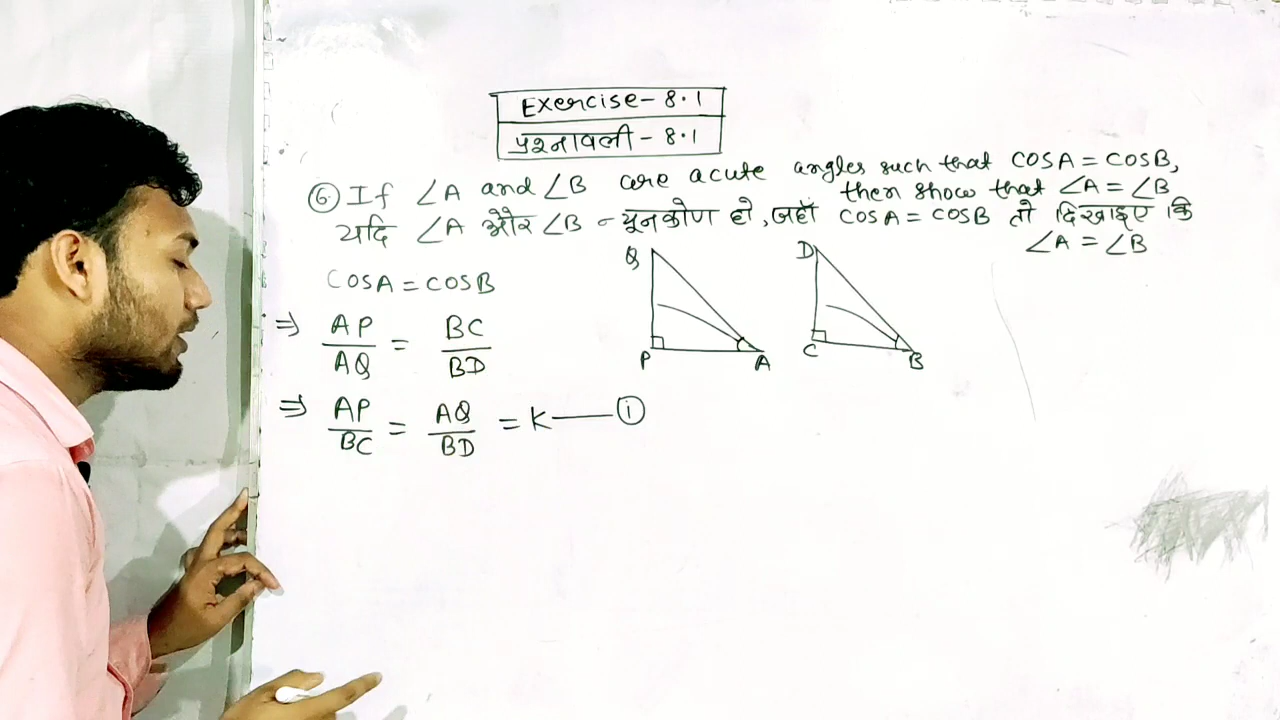 Exercise-8.1
प्रश्नावली-8.1
⑥ If ∠A and ∠B are acute angles such that COSA = COSB,
then show that ∠A = ∠B
यदि ∠A और ∠B न्यूनकोण हो, जहाँ COSA = COSB तो दिखाइए कि
∠A = ∠B
COSA = COSB
⇒ AP/AQ = BC/BD
⇒ AP/BC = AQ/BD = K — ①
Q
P
A
D
C
B